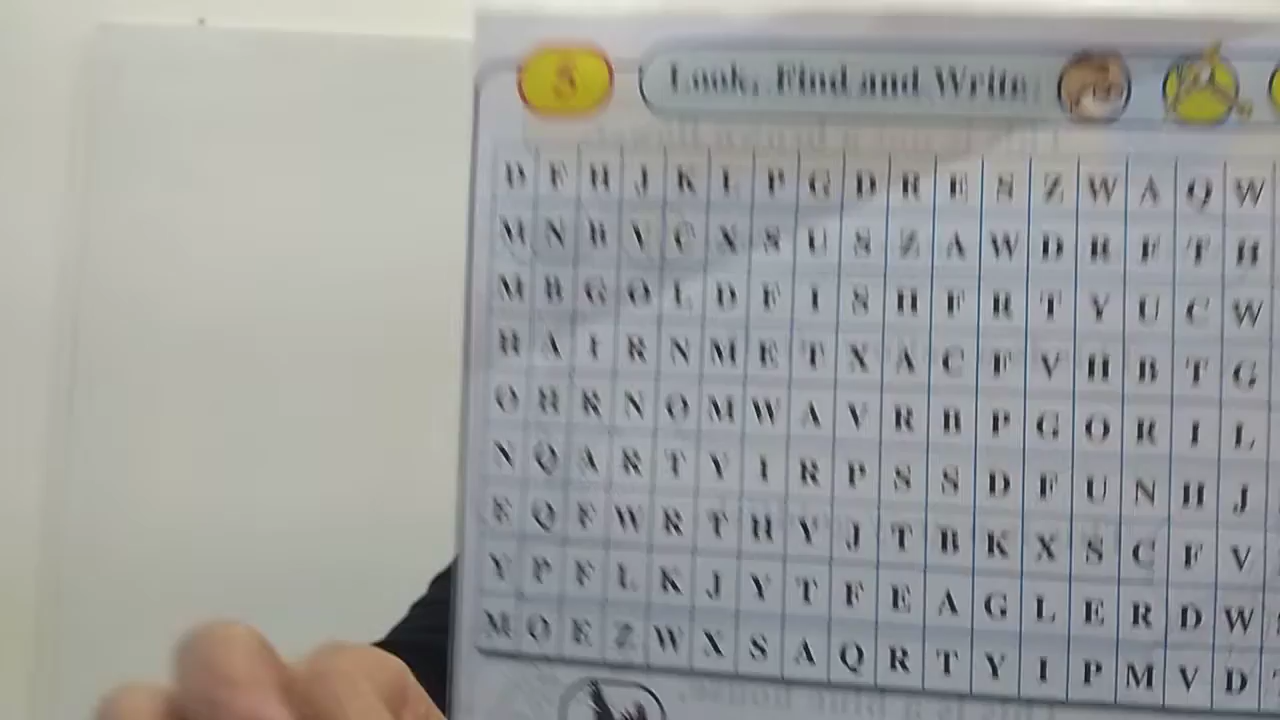 5
Look, Find and Write
D F H J K L P G D R E S Z W A Q W
M N B V C X S U S Z A W D R F T H
M B G O L D F I S H F R T Y U C W
H A I R N M E T X A C F V H B T G
O H K N O M W A V R B P G O R I L
N Q A R T Y I R P S S D F U N H J
E Q F W R T H Y J T B K X S C F V
Y P F L K J Y T F E A G L E R D W
M O E Z W X S A Q R T Y I P M V D